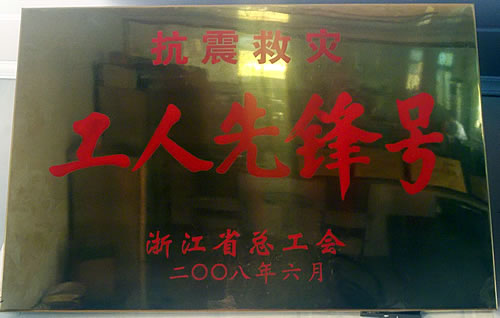 抗震救灾
工人先锋号
浙江省总工会
二〇〇八年六月